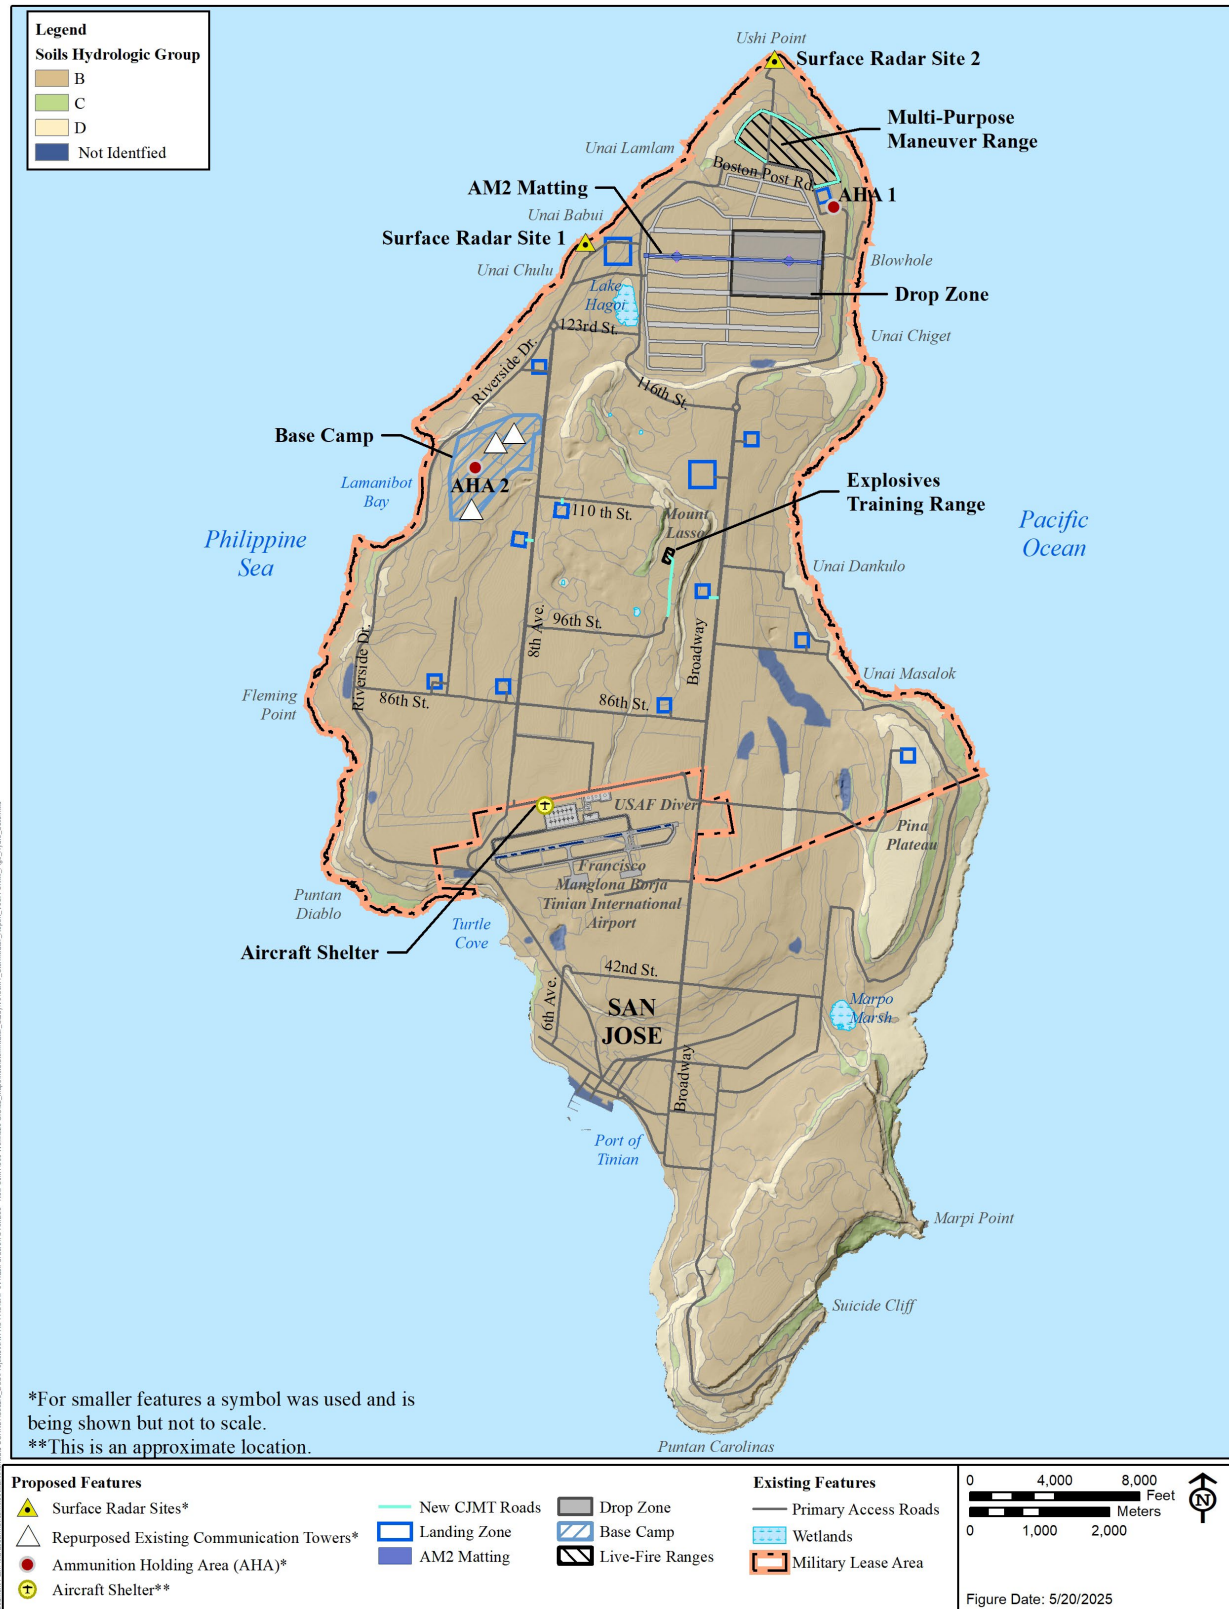 Legend
Soils Hydrologic Group
B
C
D
Not Identfied
Ushi Point
Surface Radar Site 2
Multi-Purpose
Maneuver Range
Unai Lamlam
Boston Post Rd.
AM2 Matting
AHA 1
Unai Babui
Surface Radar Site 1
Unai Chulu
Blowhole
Lake
Hagoi
Drop Zone
123rd St.
Unai Chiget
Riverside Dr.
116th St.
Base Camp
AHA 2
Lamanibot
Bay
Explosives
Training Range
110 th St.
Mount
Lasso
Philippine
Sea
Pacific
Ocean
Unai Dankulo
8th Ave.
96th St.
Broadway
Riverside Dr.
Unai Masalok
Fleming
Point
86th St.
86th St.
USAF Diver
Pina
Plateau
Francisco
Manglona Borja
Tinian International
Airport
Puntan
Diablo
Turtle
Cove
Aircraft Shelter
42nd St.
6th Ave.
SAN
JOSE
Marpo
Marsh
Broadway
Port of
Tinian
Marpi Point
Suicide Cliff
Puntan Carolinas
*For smaller features a symbol was used and is
being shown but not to scale.
**This is an approximate location.
Proposed Features
Surface Radar Sites*
Repurposed Existing Communication Towers*
Ammunition Holding Area (AHA)*
Aircraft Shelter**
New CJMT Roads
Landing Zone
AM2 Matting
Drop Zone
Base Camp
Live-Fire Ranges
Existing Features
Primary Access Roads
Wetlands
Military Lease Area
0 4,000 8,000
Feet
Meters
0 1,000 2,000
N
Figure Date: 5/20/2025